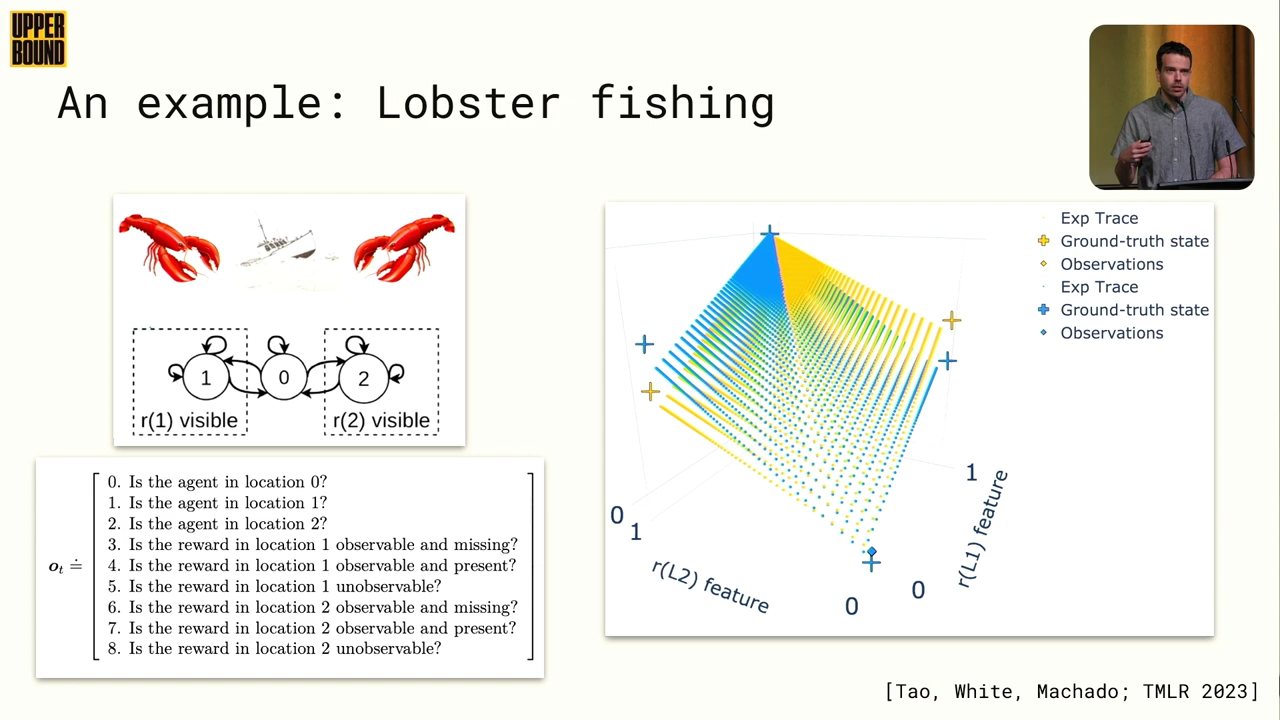 UPPER
BOUND
An example: Lobster fishing
1
0
2
r(1) visible
r(2) visible
𝒐ₜ ≐
0. Is the agent in location 0?
1. Is the agent in location 1?
2. Is the agent in location 2?
3. Is the reward in location 1 observable and missing?
4. Is the reward in location 1 observable and present?
5. Is the reward in location 1 unobservable?
6. Is the reward in location 2 observable and missing?
7. Is the reward in location 2 observable and present?
8. Is the reward in location 2 unobservable?
Exp Trace
Ground-truth state
Observations
Exp Trace
Ground-truth state
Observations
0
1
r(L2) feature
0
0
r(L1) feature
1
[Tao, White, Machado; TMLR 2023]